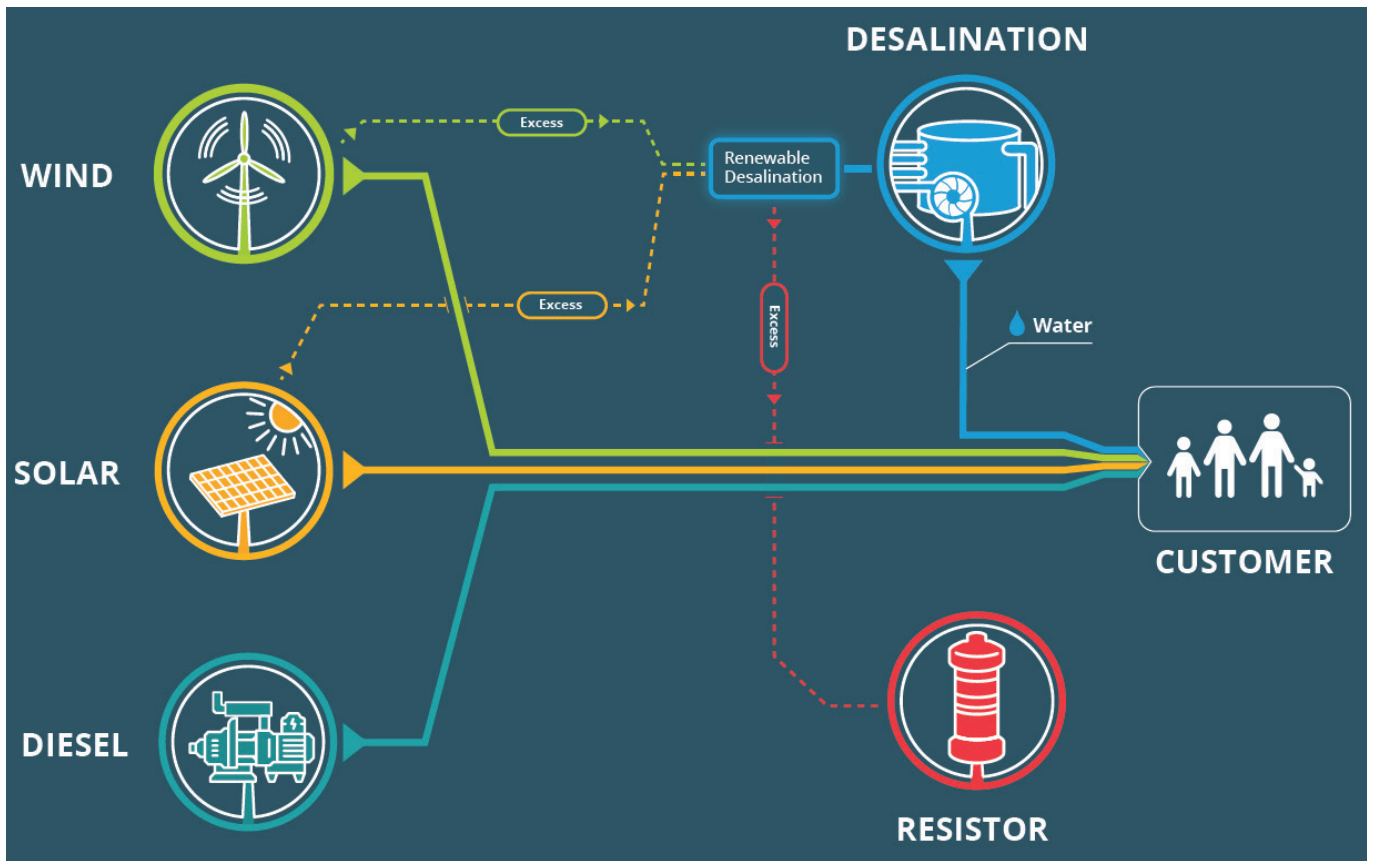 DESALINATION
Excess
WIND
Renewable
Desalination
Excess
Excess
Water
SOLAR
CUSTOMER
DIESEL
RESISTOR